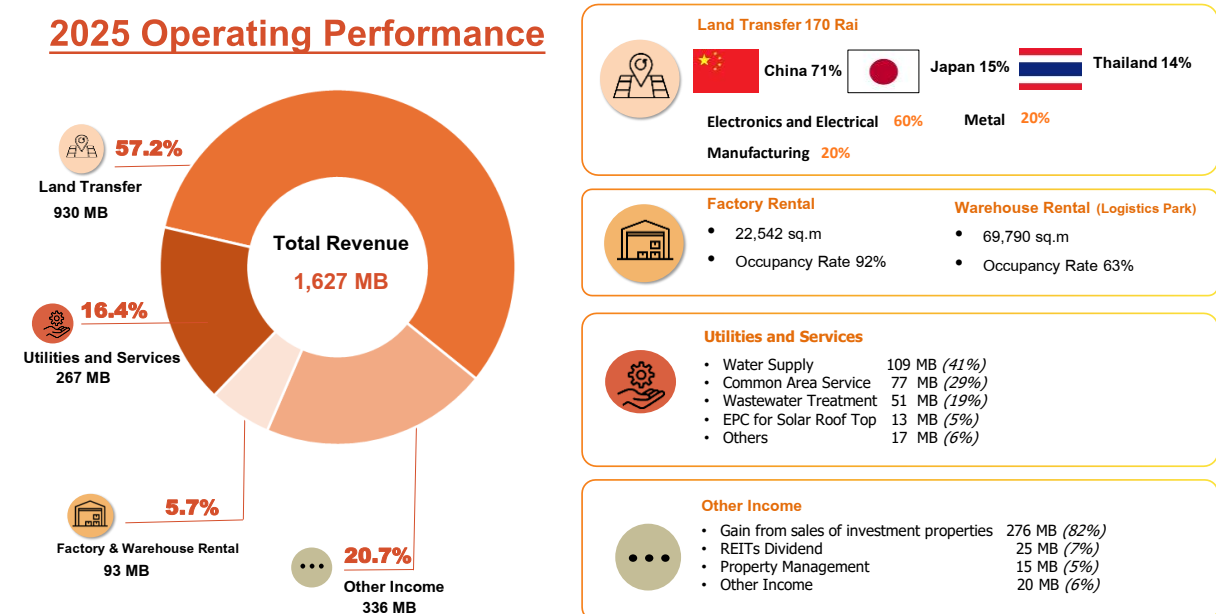 2025 Operating Performance
57.2%
Land Transfer
930 MB
16.4%
Utilities and Services
267 MB
5.7%
Factory & Warehouse Rental
93 MB
20.7%
Other Income
336 MB
Total Revenue
1,627 MB
Land Transfer 170 Rai
China 71% Japan 15% Thailand 14%
Electronics and Electrical 60% Metal 20%
Manufacturing 20%
Factory Rental
• 22,542 sq.m
• Occupancy Rate 92%
Warehouse Rental (Logistics Park)
• 69,790 sq.m
• Occupancy Rate 63%
Utilities and Services
• Water Supply 109 MB (41%)
• Common Area Service 77 MB (29%)
• Wastewater Treatment 51 MB (19%)
• EPC for Solar Roof Top 13 MB (5%)
• Others 17 MB (6%)
Other Income
• Gain from sales of investment properties 276 MB (82%)
• REITs Dividend 25 MB (7%)
• Property Management 15 MB (5%)
• Other Income 20 MB (6%)